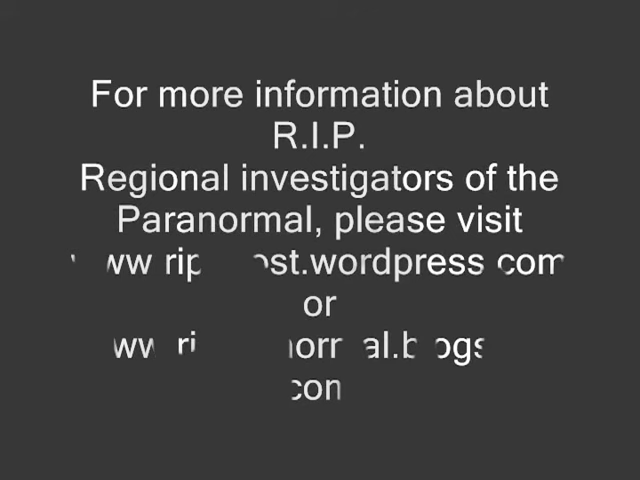 For more information about
R.I.P.
Regional investigators of the
Paranormal, please visit
or